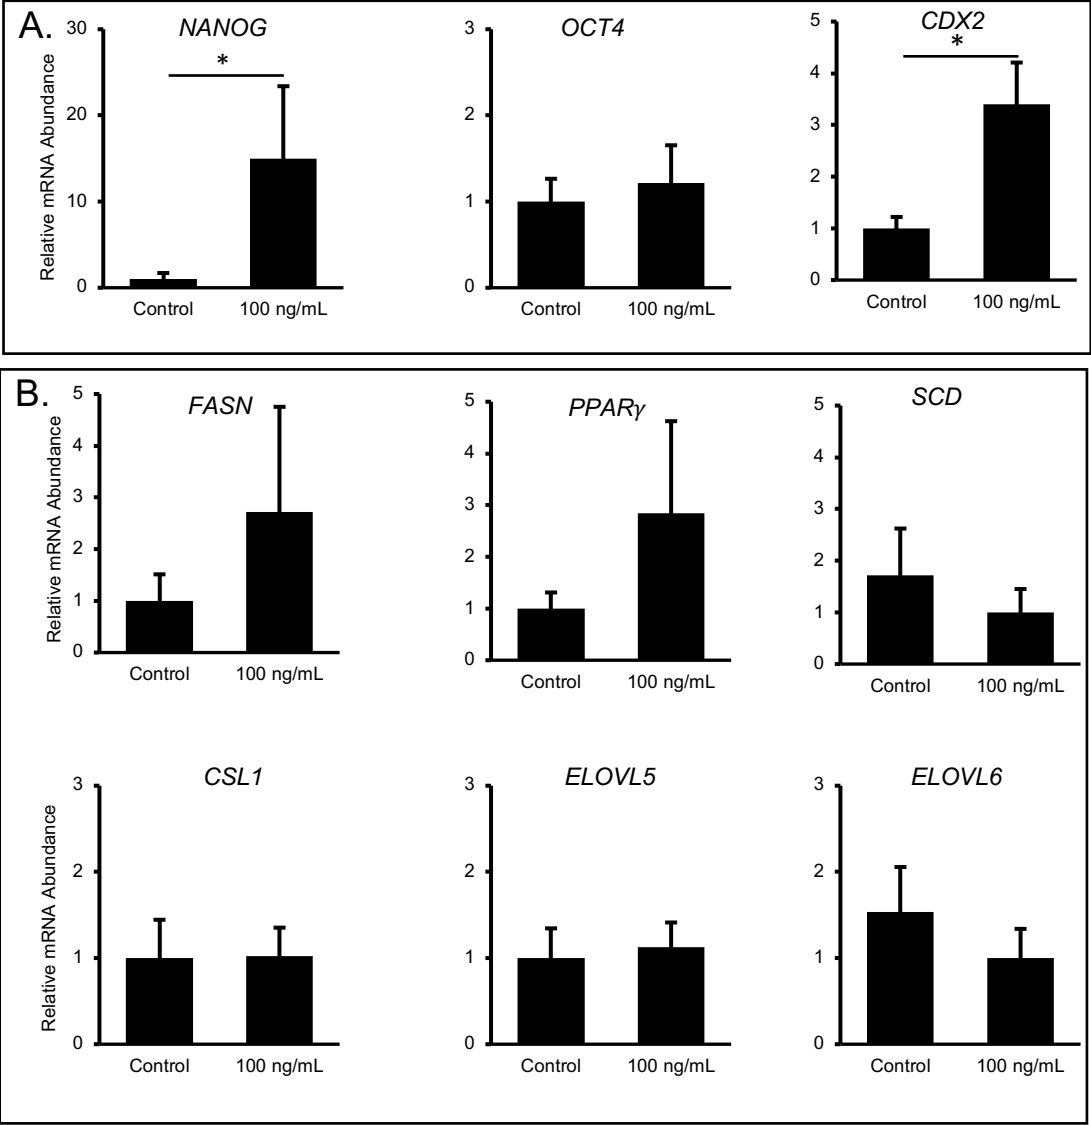 A.
NANOG
OCT4
CDX2
*
*
Relative mRNA Abundance
30
20
10
0
Control 100 ng/mL
3
2
1
0
Control 100 ng/mL
5
4
3
2
1
0
Control 100 ng/mL
B.
FASN
PPARγ
SCD
Relative mRNA Abundance
5
4
3
2
1
0
Control 100 ng/mL
5
4
3
2
1
0
Control 100 ng/mL
5
4
3
2
1
0
Control 100 ng/mL
CSL1
ELOVL5
ELOVL6
Relative mRNA Abundance
3
2
1
0
Control 100 ng/mL
3
2
1
0
Control 100 ng/mL
3
2
1
0
Control 100 ng/mL